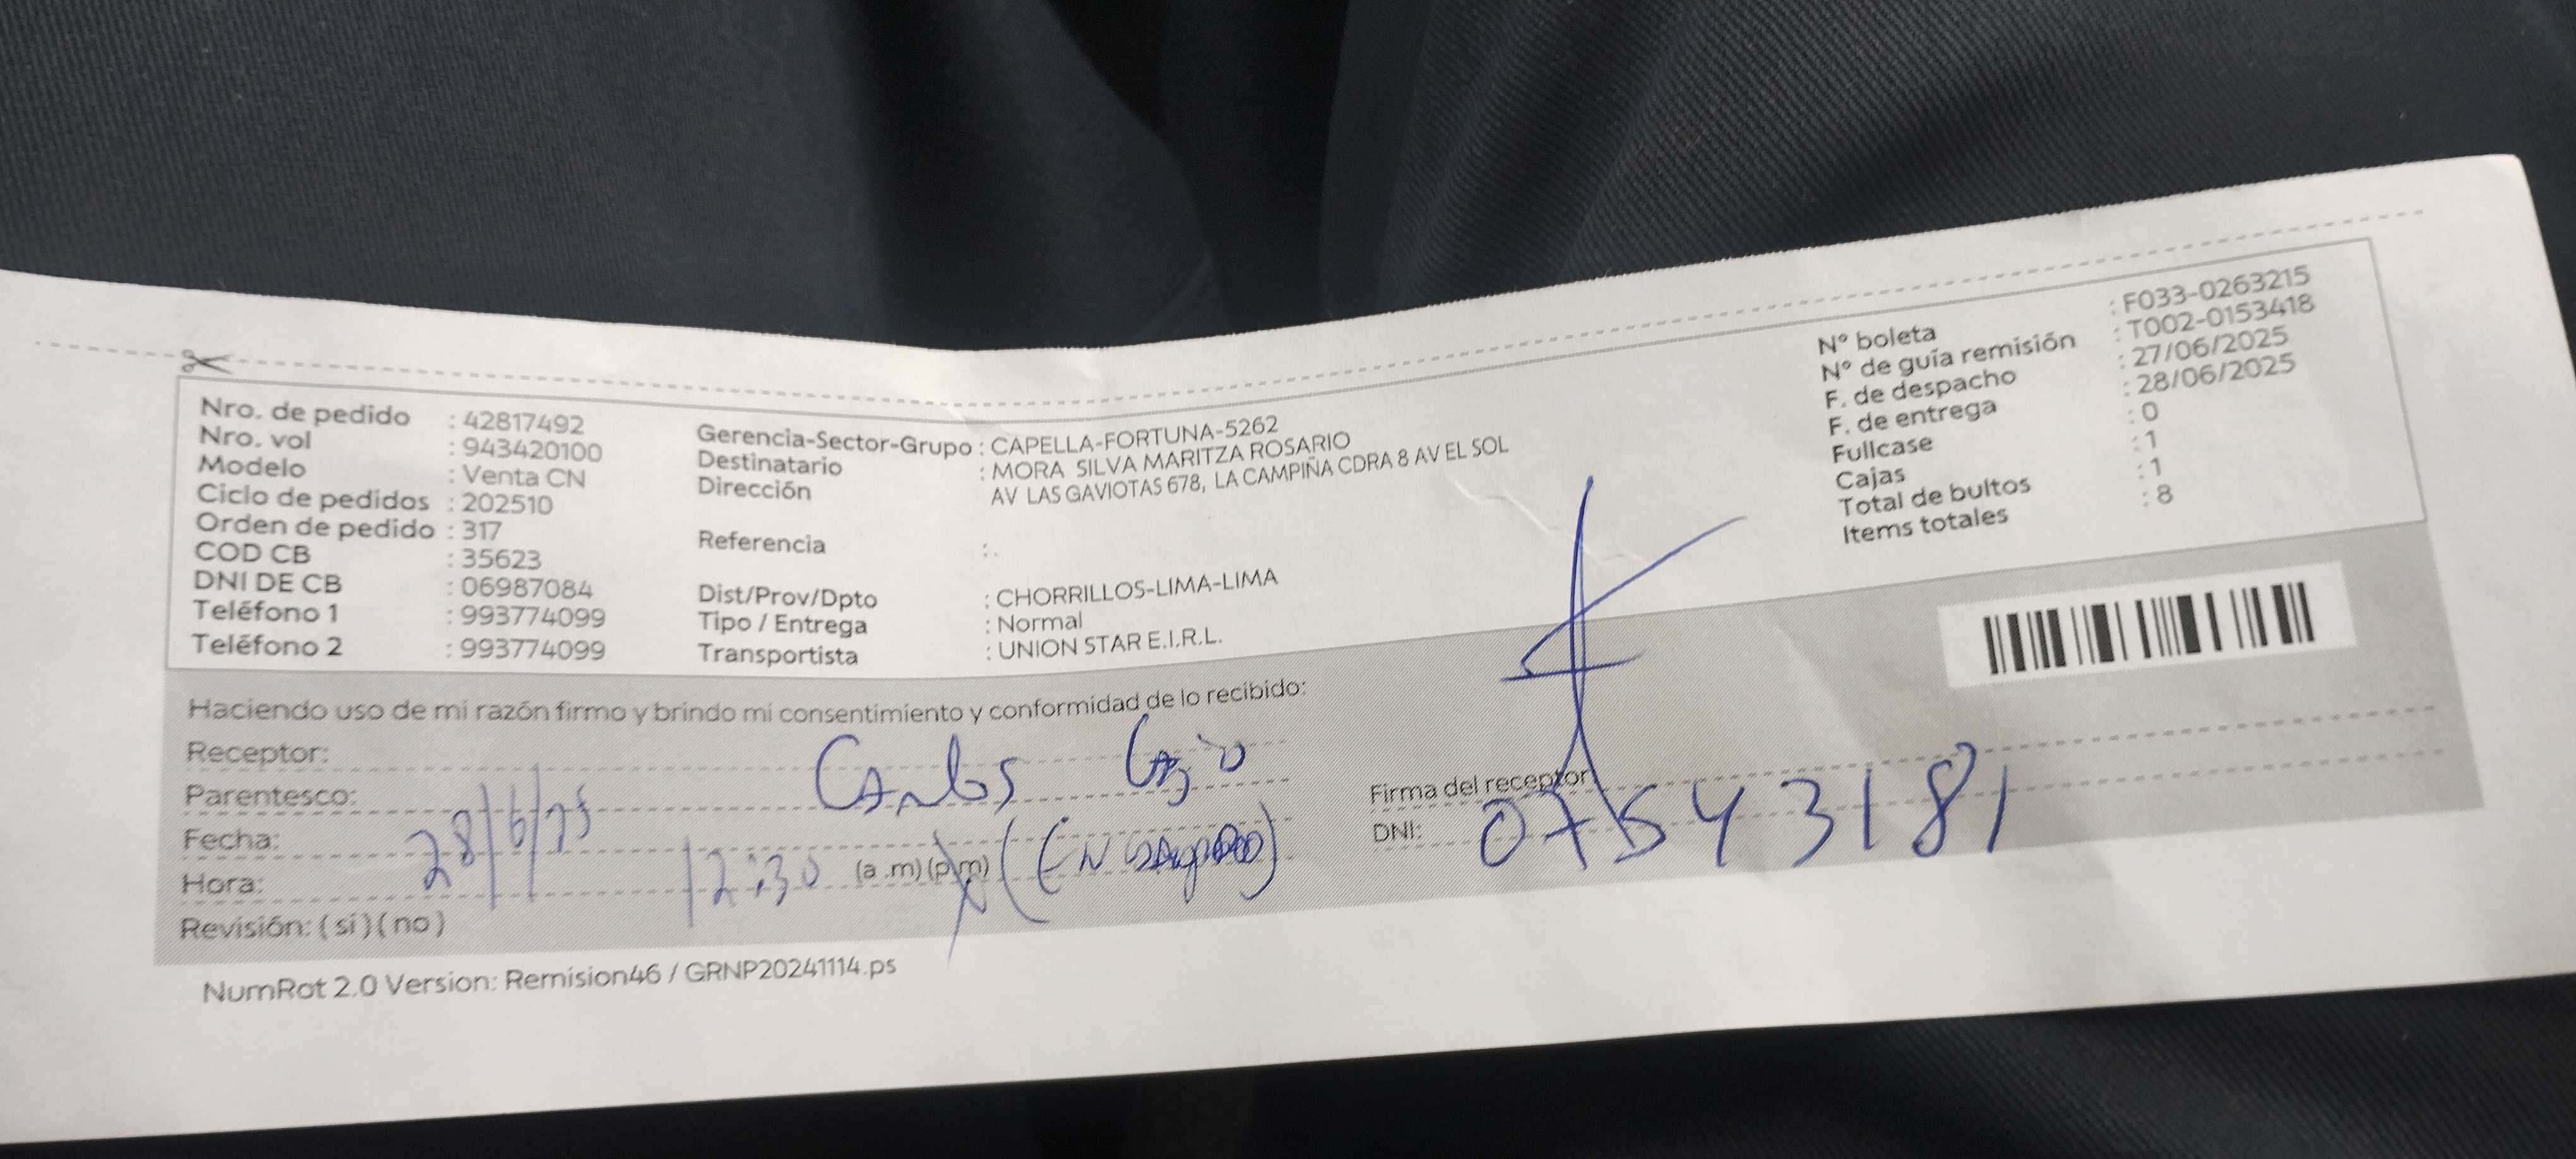 Nro. de pedido : 42817492
Nro. vol : 943420100
Modelo : Venta CN
Ciclo de pedidos : 202510
Orden de pedido : 317
COD CB : 35623
DNI DE CB : 06987084
Teléfono 1 : 993774099
Teléfono 2 : 993774099
Gerencia-Sector-Grupo : CAPELLA-FORTUNA-5262
Destinatario : MORA SILVA MARITZA ROSARIO
Dirección AV LAS GAVIOTAS 678, LA CAMPIÑA CDRA 8 AV EL SOL
Referencia : .
Dist/Prov/Dpto : CHORRILLOS-LIMA-LIMA
Tipo / Entrega : Normal
Transportista : UNION STAR E.I.R.L.
N° boleta : F033-0263215
N° de guía remisión : T002-0153418
F. de despacho : 27/06/2025
F. de entrega : 28/06/2025
Fullcase : 0
Cajas : 1
Total de bultos : 1
Items totales : 8
Haciendo uso de mi razón firmo y brindo mi consentimiento y conformidad de lo recibido:
Receptor: Carlos
Parentesco:
Fecha: 28/6/25
Hora: 12:30 (a .m) (p.m)
Revisión: ( si ) ( no )
Firma del receptor
DNI: 07543181
NumRot 2.0 Version: Remision46 / GRNP20241114.ps